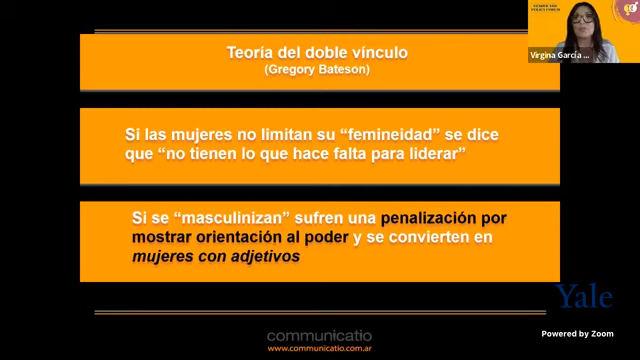 Teoría del doble vínculo
(Gregory Bateson)
Si las mujeres no limitan su “femineidad” se dice
que “no tienen lo que hace falta para liderar”
Si se “masculinizan” sufren una penalización por
mostrar orientación al poder y se convierten en
mujeres con adjetivos
communicatio
www.communicatio.com.ar
Virgina García ...
Yale
Powered by Zoom